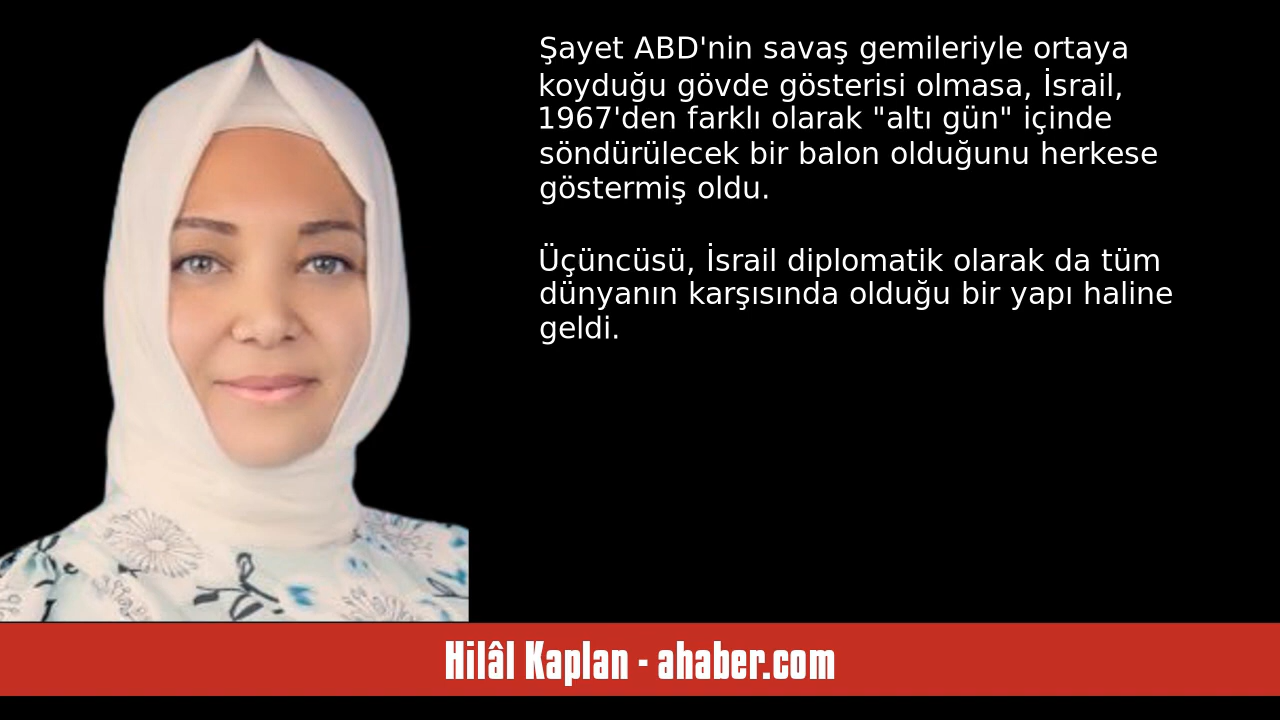 Şayet ABD'nin savaş gemileriyle ortaya
koyduğu gövde gösterisi olmasa, İsrail,
1967'den farklı olarak "altı gün" içinde
söndürülecek bir balon olduğunu herkese
göstermiş oldu.
Üçüncüsü, İsrail diplomatik olarak da tüm
dünyanın karşısında olduğu bir yapı haline
geldi.
Hilâl Kaplan - ahaber.com